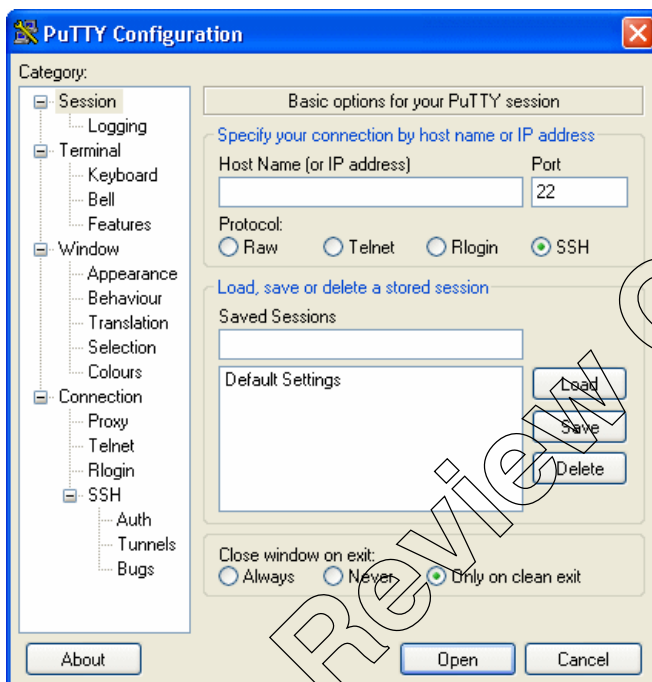 PuTTY Configuration
Category:
Session
Logging
Terminal
Keyboard
Bell
Features
Window
Appearance
Behaviour
Translation
Selection
Colours
Connection
Proxy
Telnet
Rlogin
SSH
Auth
Tunnels
Bugs
Basic options for your PuTTY session
Specify your connection by host name or IP address
Host Name (or IP address) Port
22
Protocol:
Raw Telnet Rlogin SSH
Load, save or delete a stored session
Saved Sessions
Default Settings
Load
Save
Delete
Close window on exit:
Always Never Only on clean exit
About Open Cancel
Review